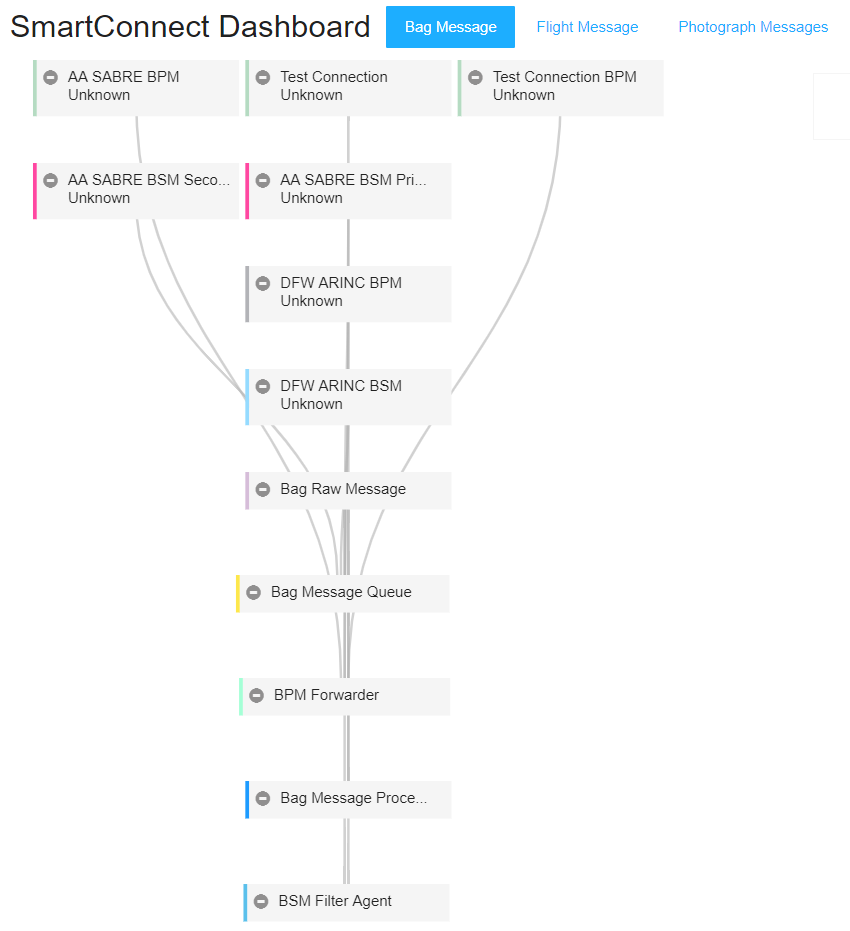 SmartConnect Dashboard Bag Message Flight Message Photograph Messages
AA SABRE BPM
Unknown
Test Connection
Unknown
Test Connection BPM
Unknown
AA SABRE BSM Seco...
Unknown
AA SABRE BSM Pri...
Unknown
DFW ARINC BPM
Unknown
DFW ARINC BSM
Unknown
Bag Raw Message
Bag Message Queue
BPM Forwarder
Bag Message Proce...
BSM Filter Agent